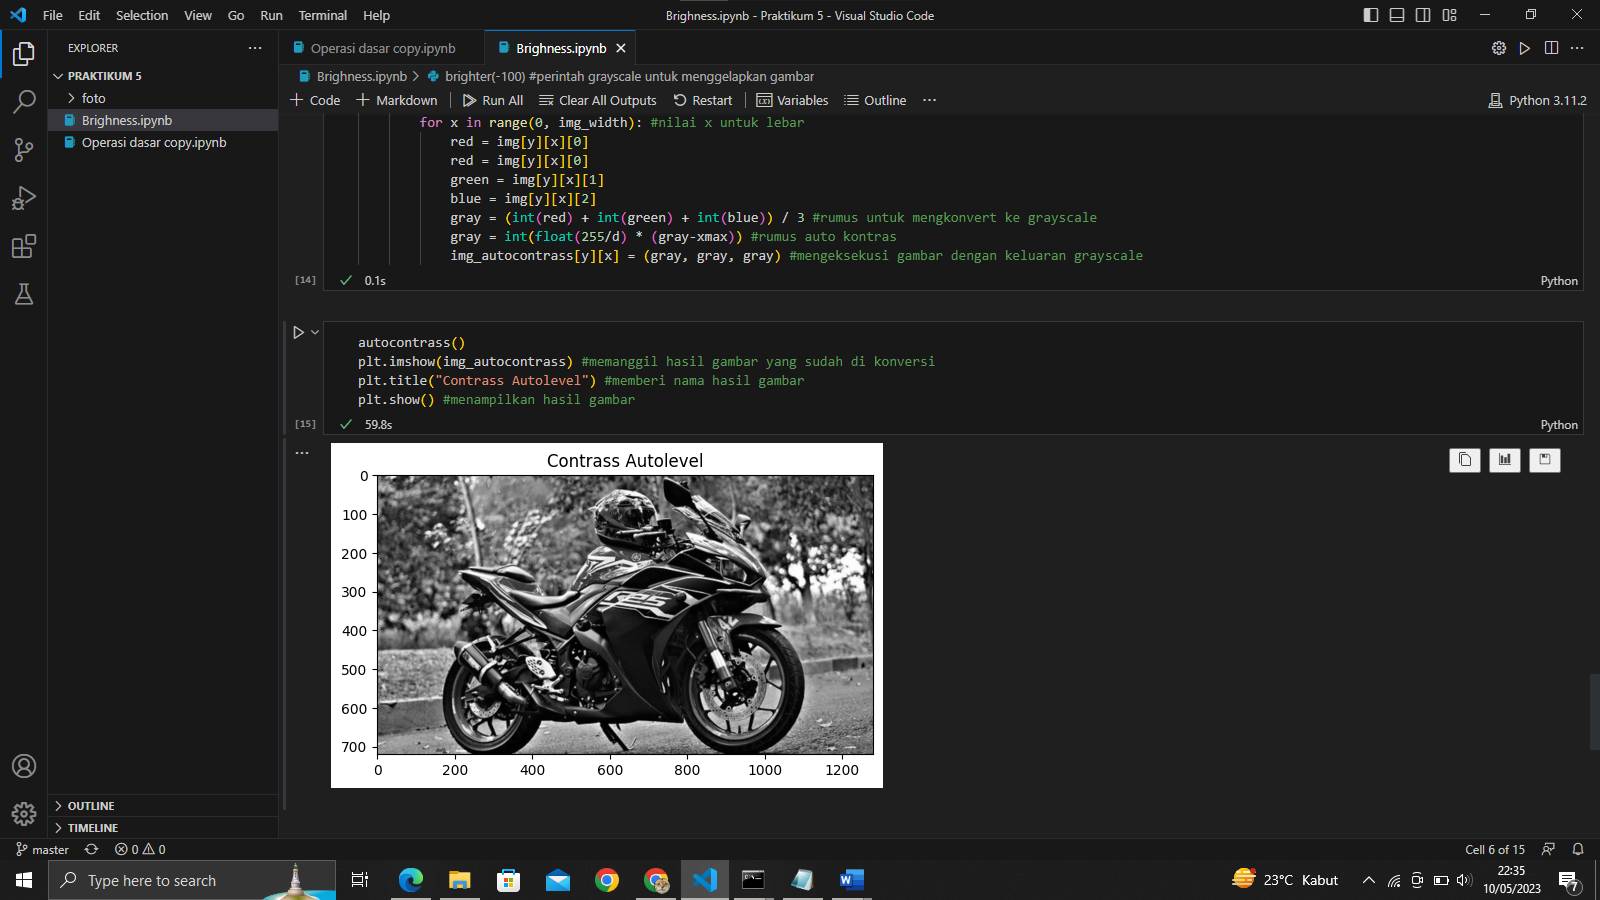 File Edit Selection View Go Run Terminal Help
Brighness.ipynb - Praktikum 5 - Visual Studio Code
EXPLORER
PRAKTIKUM 5
foto
Brighness.ipynb
Operasi dasar copy.ipynb
OUTLINE
TIMELINE
Operasi dasar copy.ipynb Brighness.ipynb
Brighness.ipynb > brighter(-100) #perintah grayscale untuk menggelapkan gambar
+ Code + Markdown Run All Clear All Outputs Restart Variables Outline ... Python 3.11.2
for x in range(0, img_width): #nilai x untuk lebar
red = img[y][x][0]
red = img[y][x][0]
green = img[y][x][1]
blue = img[y][x][2]
gray = (int(red) + int(green) + int(blue)) / 3 #rumus untuk mengkonvert ke grayscale
gray = int(float(255/d) * (gray-xmax)) #rumus auto kontras
img_autocontrass[y][x] = (gray, gray, gray) #mengeksekusi gambar dengan keluaran grayscale
[14] 0.1s Python
autocontrass()
plt.imshow(img_autocontrass) #memanggil hasil gambar yang sudah di konversi
plt.title("Contrass Autolevel") #memberi nama hasil gambar
plt.show() #menampilkan hasil gambar
[15] 59.8s Python
Contrass Autolevel
0
100
200
300
400
500
600
700
0 200 400 600 800 1000 1200
master 0 0 Cell 6 of 15
Type here to search
23°C Kabut
22:35
10/05/2023
7